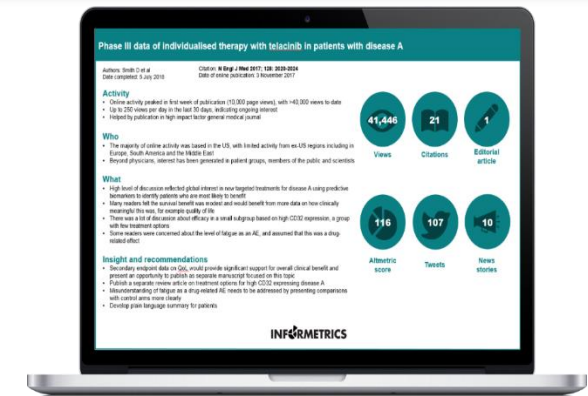 Phase III data of individualised therapy with telacinib in patients with disease A
Authors: Smith D et al
Date completed: 5 July 2018
Citation: N Engl J Wed 2017; 128: 2023-2024
Date of online publication: 3 November 2017
Activity
• Online activity peaked in first week of publication (10,000 page views), with >40,000 views to date
• Up to 250 views per day in the last 30 days, indicating ongoing interest
• Helped by publication in high impact factor general medical journal
Who
• The majority of online activity was based in the US, with limited activity from ex-US regions including in
Europe, South America and the Middle East
• Beyond physicians, interest has been generated in patient groups, members of the public and scientists
What
• High level of discussion reflected global interest in new targeted treatments for disease A using predictive
biomarkers to identify patients who are most likely to benefit
• Many readers felt the survival benefit was modest and would benefit from more data on how clinically
meaningful this was, for example quality of life
• There was a lot of discussion about efficacy in a small subgroup based on high CD32 expression, a group
with few treatment options
• Some readers were concerned about the level of fatigue as an AE, and assumed that this was a drug-
related effect
Insight and recommendations
• Secondary endpoint data on QoL would provide significant support for overall clinical benefit and
present an opportunity to publish as separate manuscript focused on this topic
• Publish a separate review article on treatment options for high CD32 expressing disease A
• Misunderstanding of fatigue as a drug-related AE needs to be addressed by presenting comparisons
with control arms more clearly
• Develop plain language summary for patients
41,446
Views
21
Citations
1
Editorial
article
116
Altmetric
score
107
Tweets
10
News
stories
INFORMETRICS